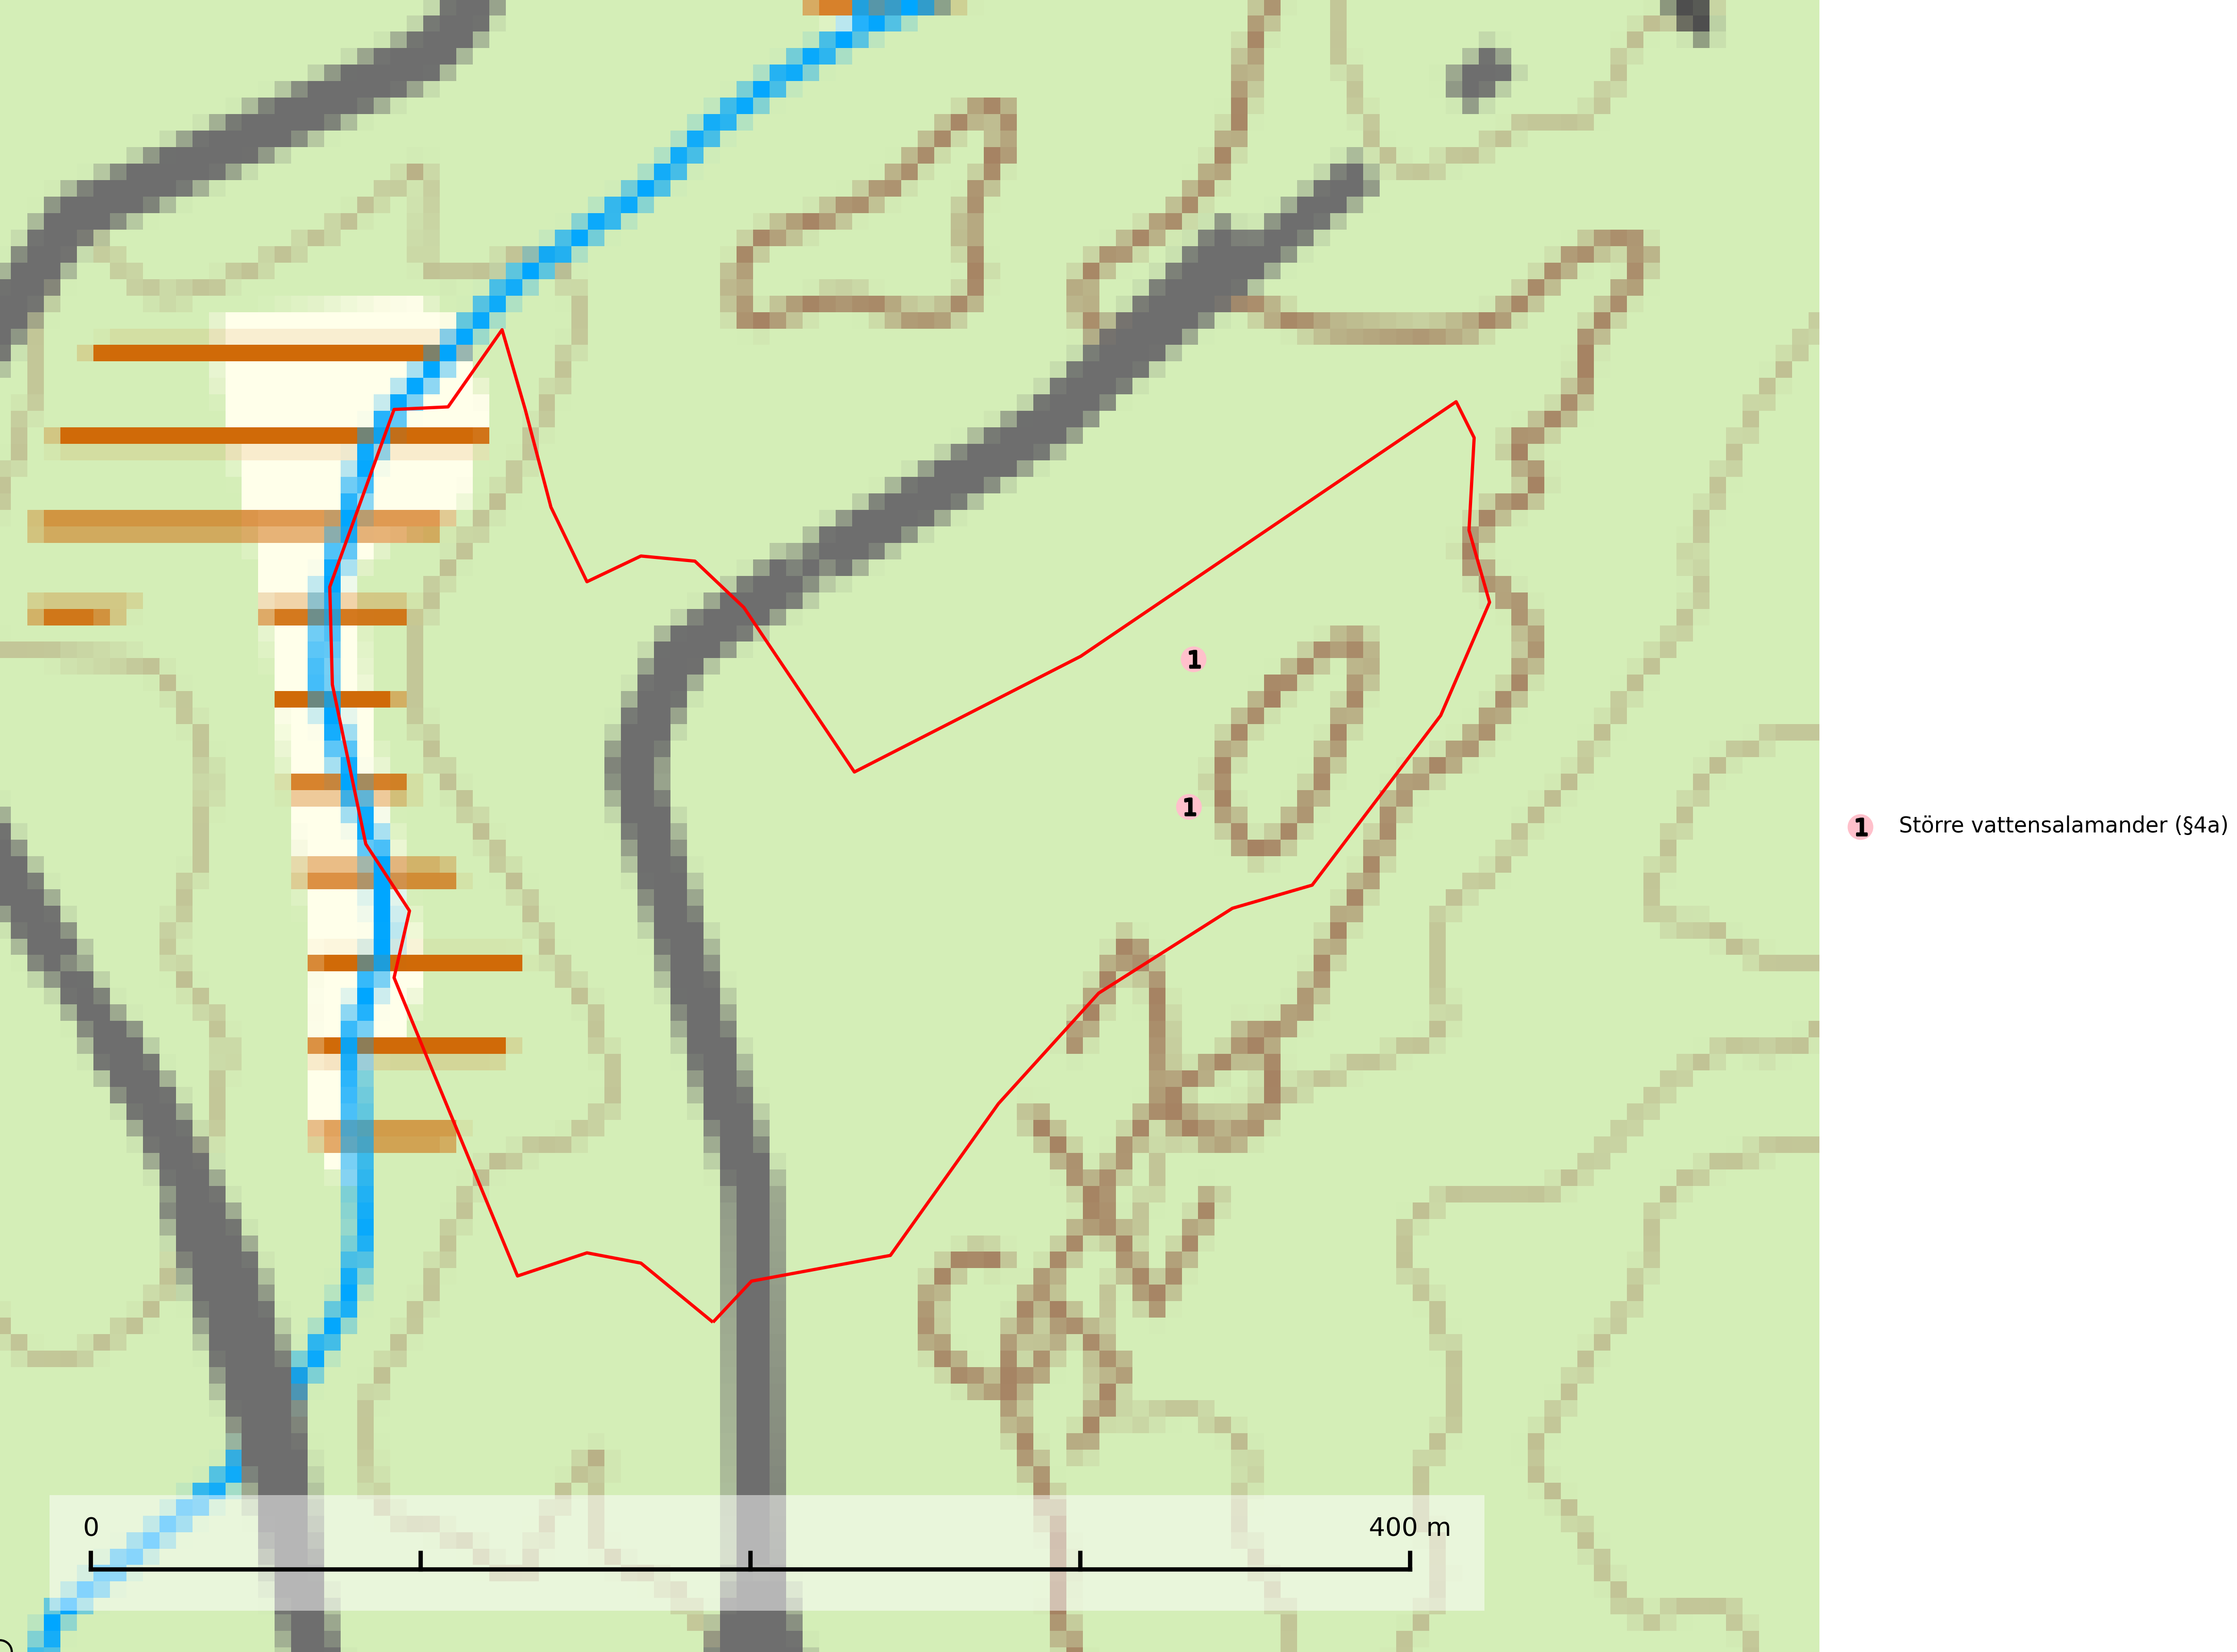 1
1
1 Större vattensalamander (§4a)
0 400 m